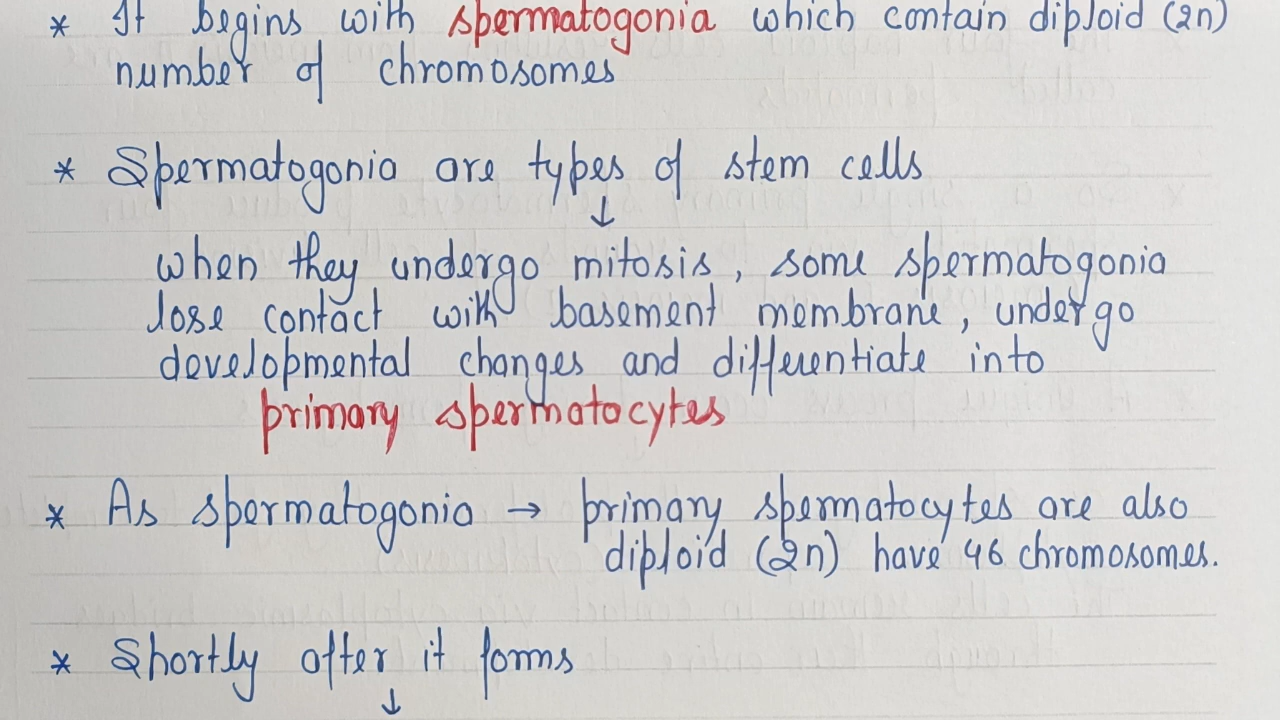 * It begins with spermatogonia which contain diploid (2n)
number of chromosomes
* Spermatogonia are types of stem cells
↓
when they undergo mitosis, some spermatogonia
lose contact with basement membrane, undergo
developmental changes and differentiate into
primary spermatocytes
* As spermatogonia → primary spermatocytes are also
diploid (2n) have 46 chromosomes.
* Shortly after it forms
↓